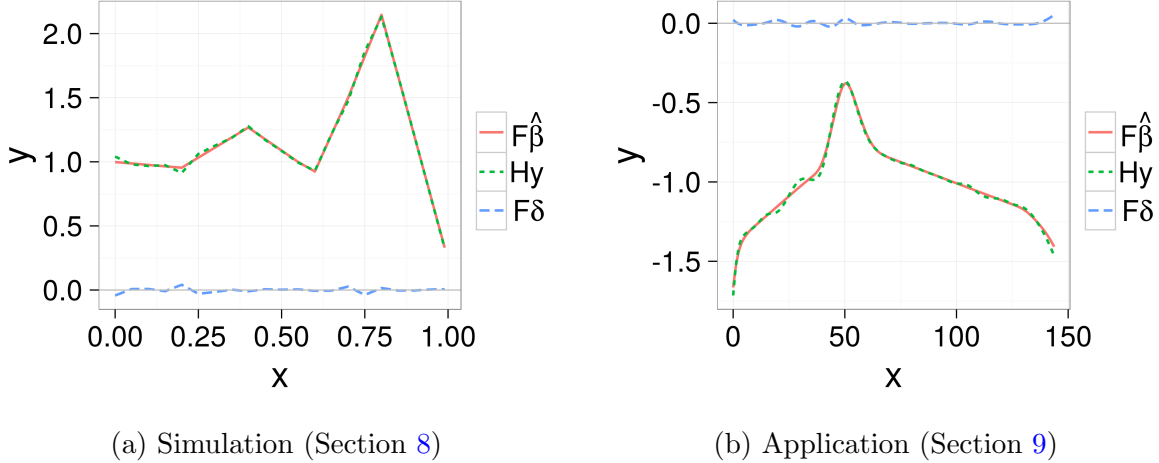 y
2.0
1.5
1.0
0.5
0.0
0.00 0.25 0.50 0.75 1.00
x
Fβ̂
Hy
Fδ
(a) Simulation (Section 8)
y
0.0
-0.5
-1.0
-1.5
0 50 100 150
x
Fβ̂
Hy
Fδ
(b) Application (Section 9)